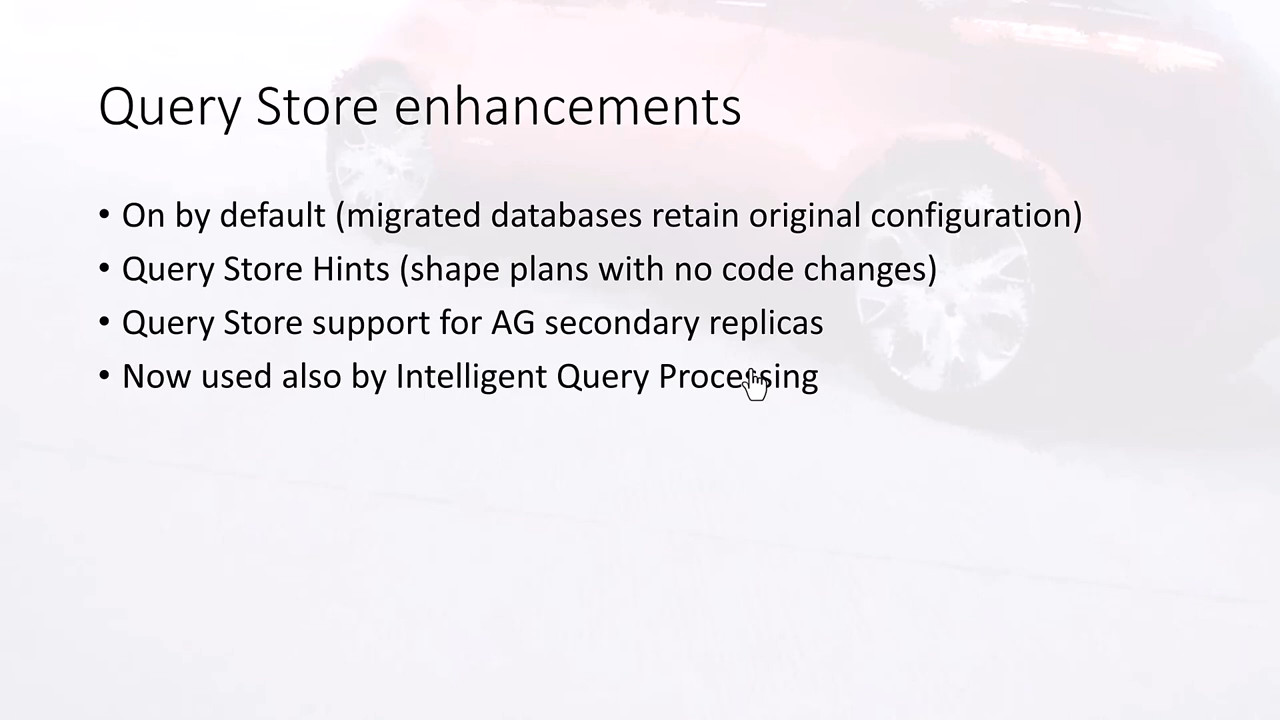 Query Store enhancements
• On by default (migrated databases retain original configuration)
• Query Store Hints (shape plans with no code changes)
• Query Store support for AG secondary replicas
• Now used also by Intelligent Query Processing